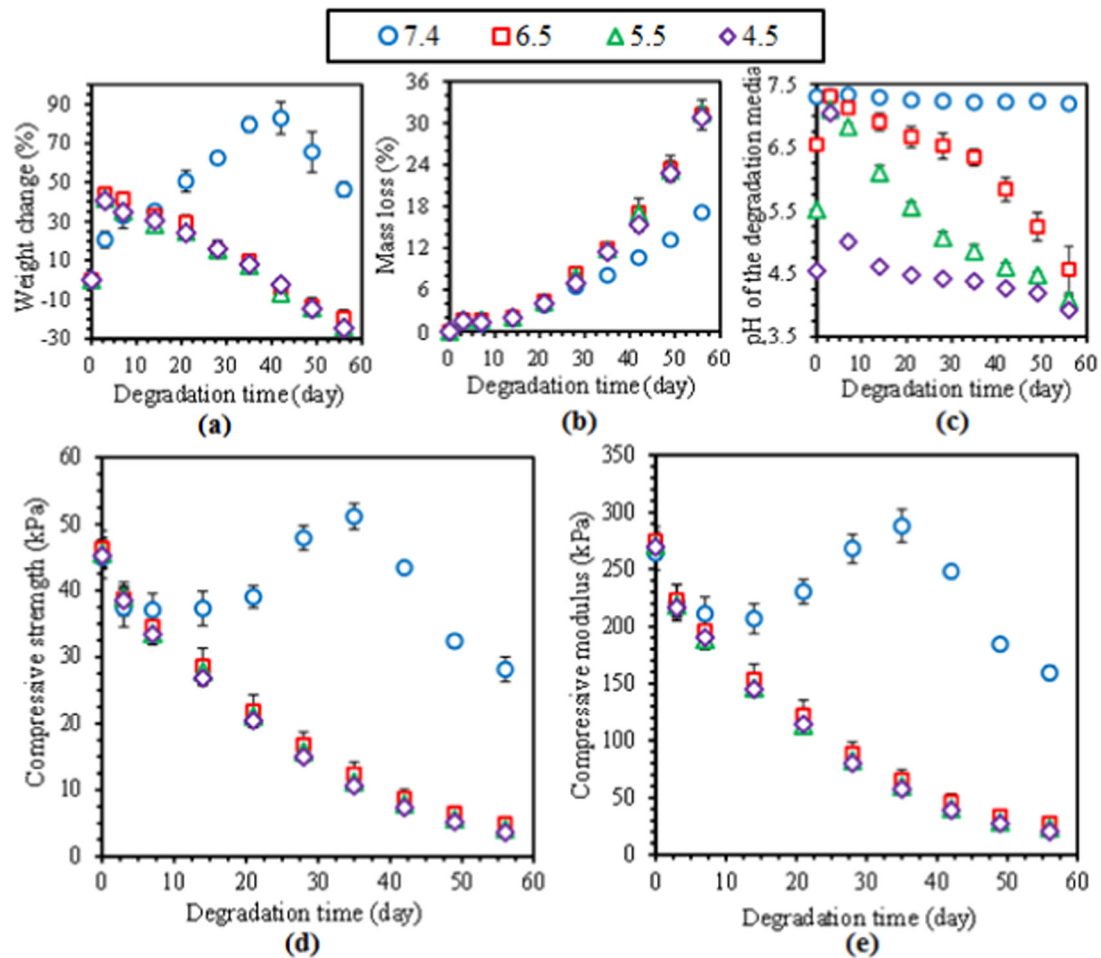 7.4 6.5 5.5 4.5
90
70
50
30
10
-10
-30
Weight change (%)
0 10 20 30 40 50 60
Degradation time (day)
(a)
36
30
24
18
12
6
0
Mass loss (%)
0 10 20 30 40 50 60
Degradation time (day)
(b)
7.5
6.5
5.5
4.5
3.5
pH of the degradation media
0 10 20 30 40 50 60
Degradation time (day)
(c)
60
50
40
30
20
10
0
Compressive stremgth (kPa)
0 10 20 30 40 50 60
Degradation time (day)
(d)
350
300
250
200
150
100
50
0
Compressive modulus (kPa)
0 10 20 30 40 50 60
Degradation time (day)
(e)